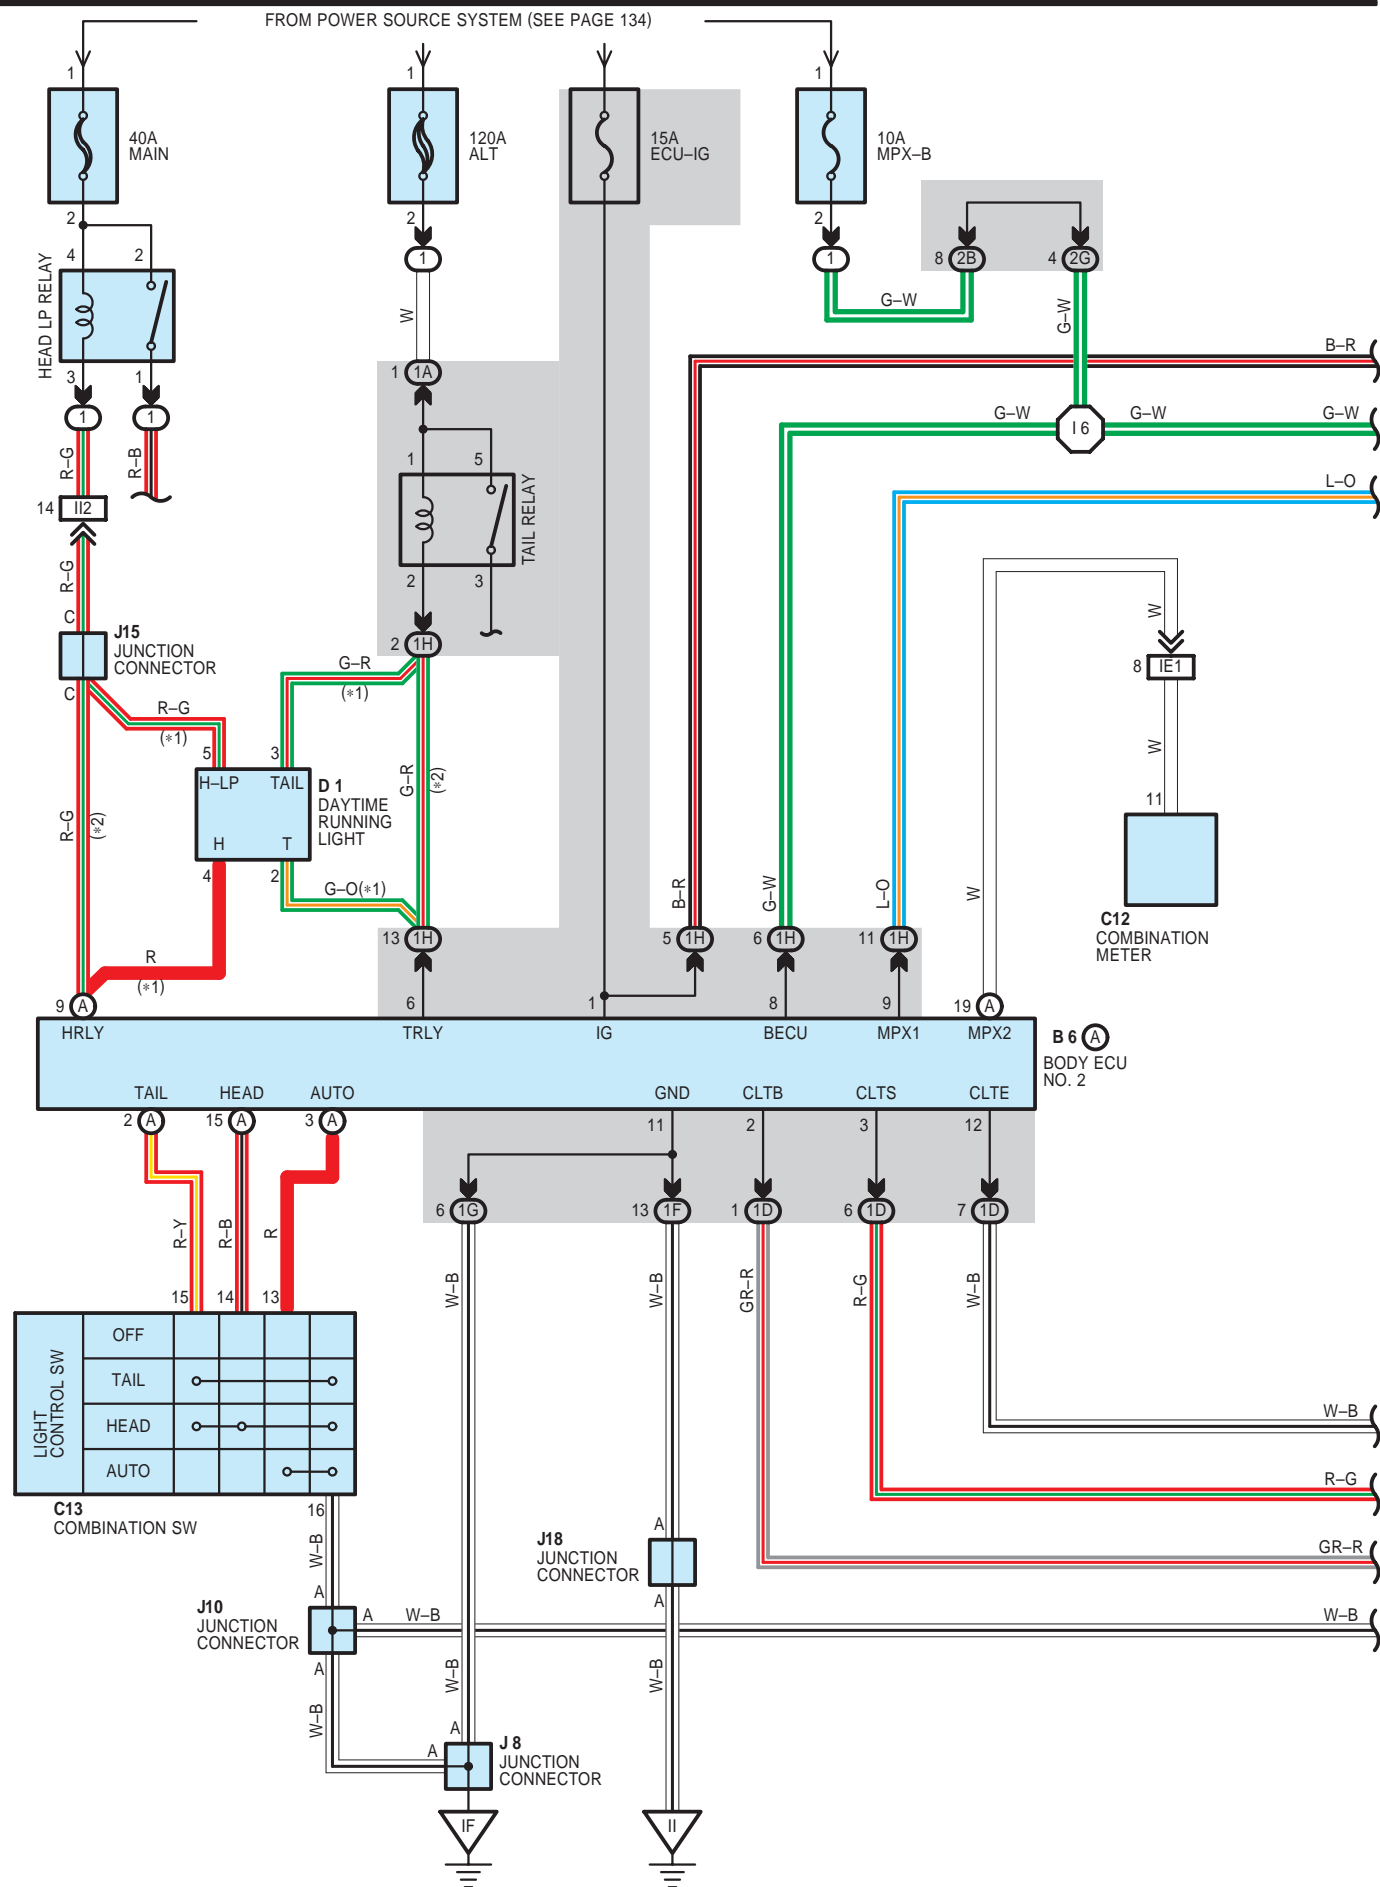 FROM POWER SOURCE SYSTEM (SEE PAGE 134)
1
1
1
40A
MAIN
120A
ALT
15A
ECU–IG
10A
MPX–B
2
2
2
4
2
HEAD LP RELAY
1
1
8
2B
4
2G
G–W
G–W
W
3
1
1
1
B–R
1
1A
R–G
R–B
G–W
I 6
G–W
G–W
1
5
TAIL RELAY
L–O
14
II2
R–G
2
3
C
J15
JUNCTION
CONNECTOR
W
2
1H
8
IE1
G–R
(*1)
C
R–G
(*1)
W
5
3
H–LP
TAIL
D 1
DAYTIME
RUNNING
LIGHT
G–R
(*2)
11
R–G
(*2)
H
T
4
2
G–O(*1)
B–R
G–W
L–O
W
C12
COMBINATION
METER
13
1H
5
1H
6
1H
11
1H
R
(*1)
9
A
6
1
8
9
19
A
HRLY
TRLY
IG
BECU
MPX1
MPX2
B 6
A
BODY ECU
NO. 2
TAIL
HEAD
AUTO
GND
CLTB
CLTS
CLTE
2
A
15
A
3
A
11
2
3
12
6
1G
13
1F
1
1D
6
1D
7
1D
R–Y
R–B
R
W–B
W–B
GR–R
R–G
W–B
15
14
13
LIGHT
CONTROL SW
OFF
TAIL
HEAD
AUTO
W–B
R–G
C13
COMBINATION SW
16
W–B
A
J18
JUNCTION
CONNECTOR
GR–R
A
A
J10
JUNCTION
CONNECTOR
A
W–B
W–B
A
W–B
W–B
W–B
A
A
J 8
JUNCTION
CONNECTOR
IF
II